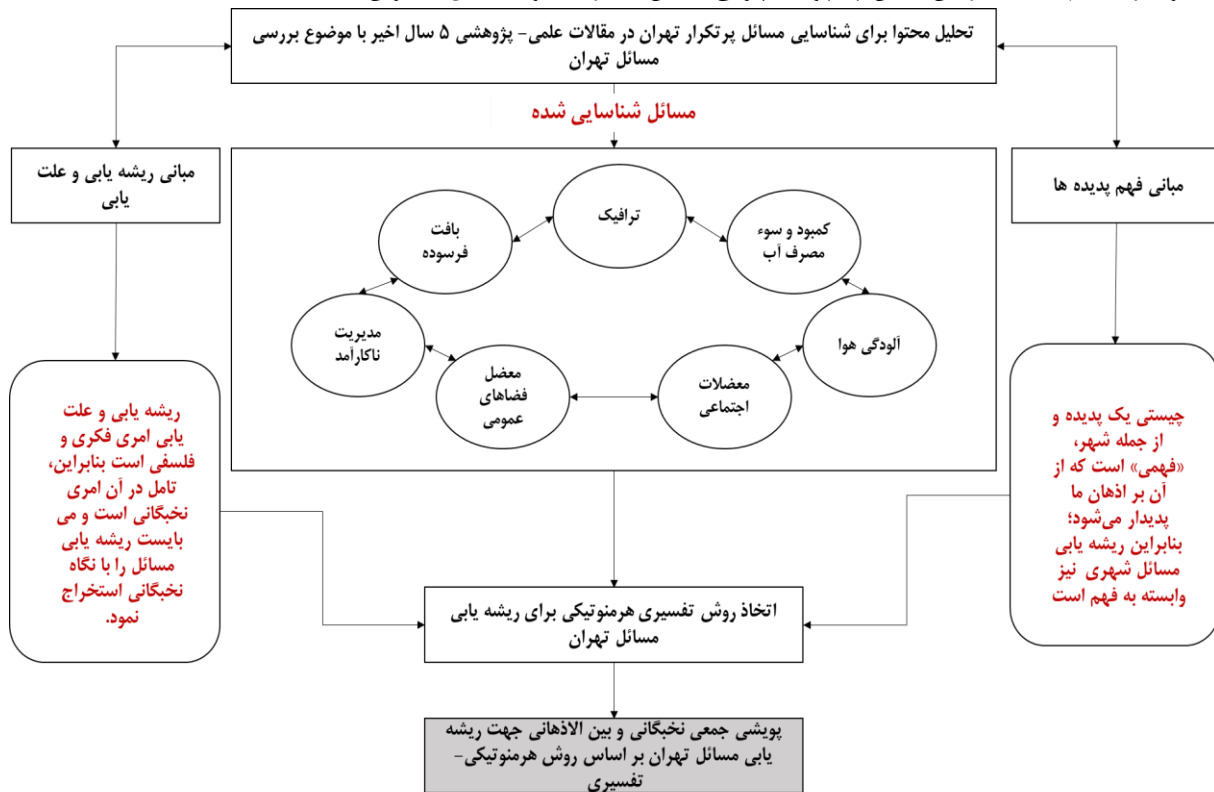 تحلیل محتوا برای شناسایی مسائل پرتکرار تهران در مقالات علمی- پژوهشی ۵ سال اخیر با موضوع بررسی
مسائل تهران
مسائل شناسایی شده
مبانی فهم پدیده ها
مبانی ریشه یابی و علت
یابی
ترافیک
کمبود و سوء
مصرف آب
بافت
فرسوده
آلودگی هوا
مدیریت
ناکارآمد
معضلات
اجتماعی
معضل
فضاهای
عمومی
چیستی یک پدیده و
از جمله شهر،
«فهمی» است که از
آن بر اذهان ما
پدیدار می‌شود؛
بنابراین ریشه یابی
مسائل شهری نیز
وابسته به فهم است
ریشه یابی و علت
یابی امری فکری و
فلسفی است بنابراین،
تامل در آن امری
نخبگانی است و می
بایست ریشه یابی
مسائل را با نگاه
نخبگانی استخراج
نمود.
اتخاذ روش تفسیری هرمنوتیکی برای ریشه یابی
مسائل تهران
پویشی جمعی نخبگانی و بین الاذهانی جهت ریشه
یابی مسائل تهران بر اساس روش هرمنوتیکی-
تفسیری